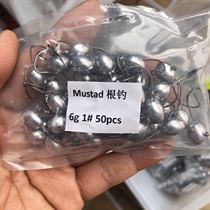 Mustad 根钓
6g 1# 50pcs